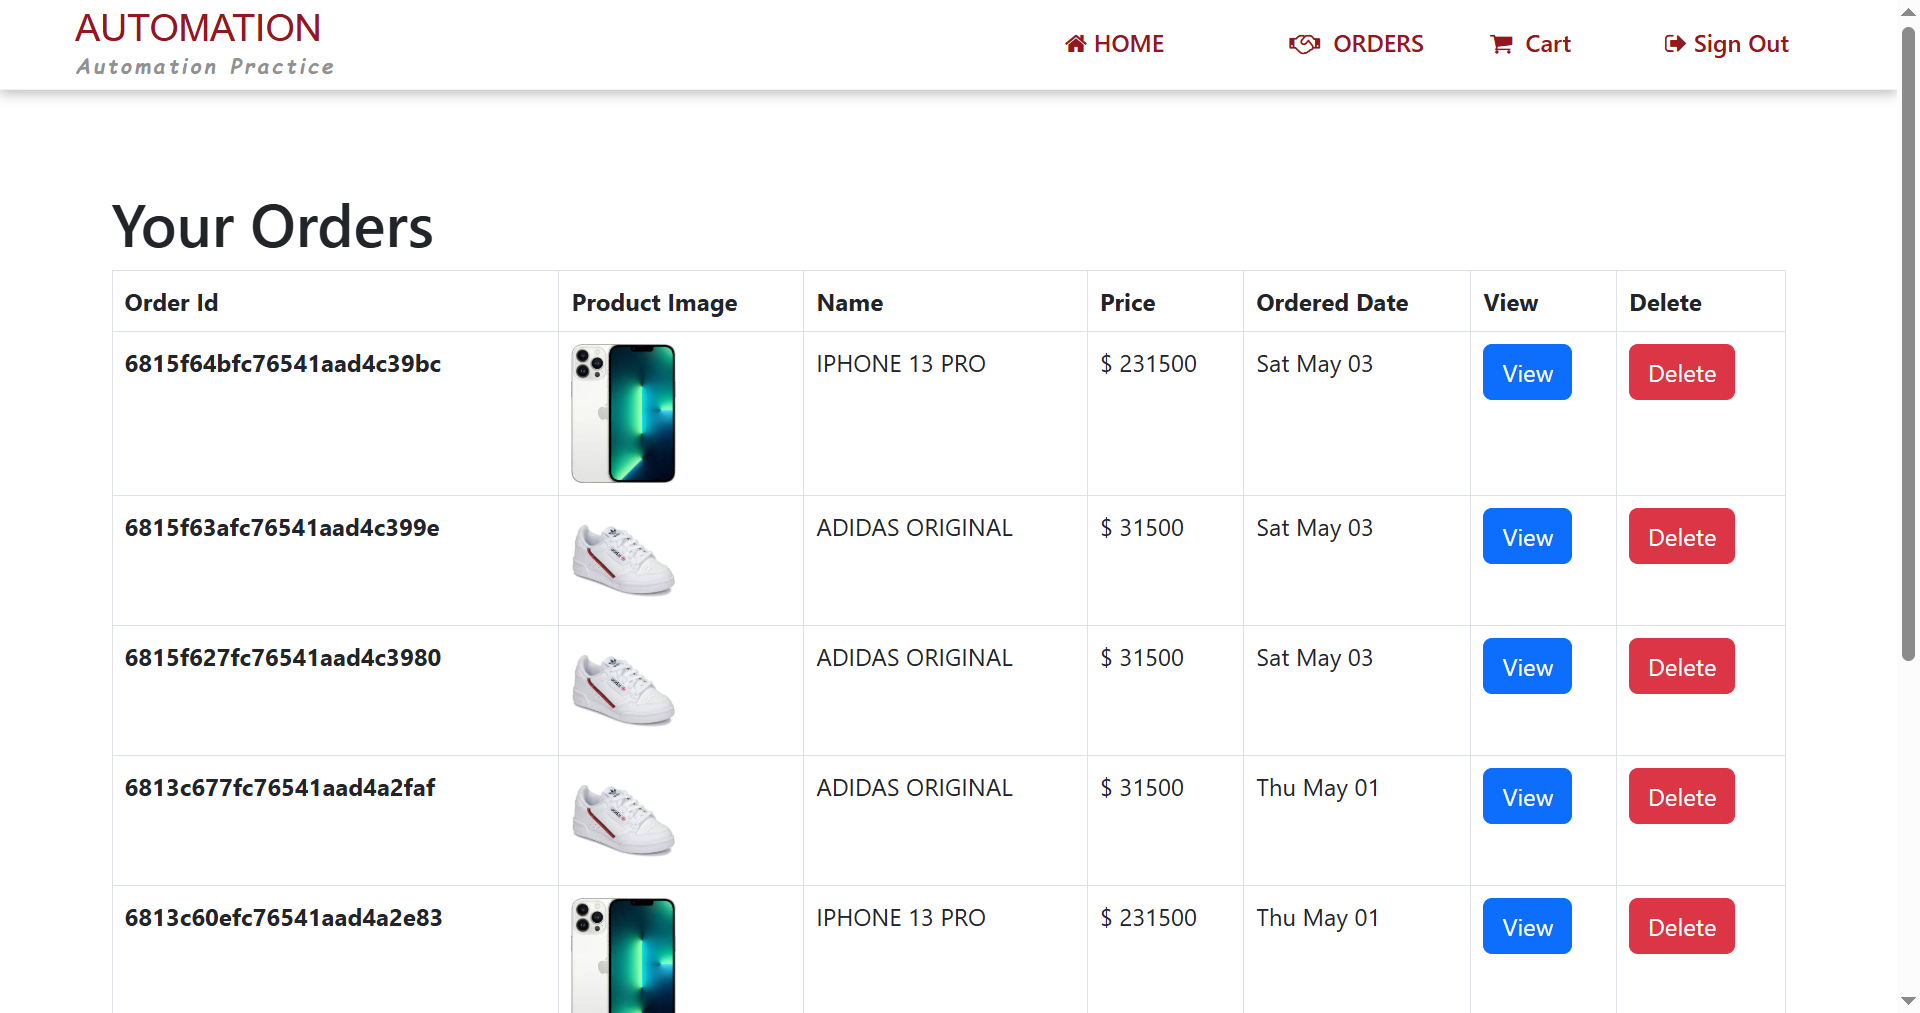 AUTOMATION
Automation Practice
HOME
ORDERS
Cart
Sign Out
Your Orders
Order Id Product Image Name Price Ordered Date View Delete
6815f64bfc76541aad4c39bc IPHONE 13 PRO $ 231500 Sat May 03 View Delete
6815f63afc76541aad4c399e ADIDAS ORIGINAL $ 31500 Sat May 03 View Delete
6815f627fc76541aad4c3980 ADIDAS ORIGINAL $ 31500 Sat May 03 View Delete
6813c677fc76541aad4a2faf ADIDAS ORIGINAL $ 31500 Thu May 01 View Delete
6813c60efc76541aad4a2e83 IPHONE 13 PRO $ 231500 Thu May 01 View Delete